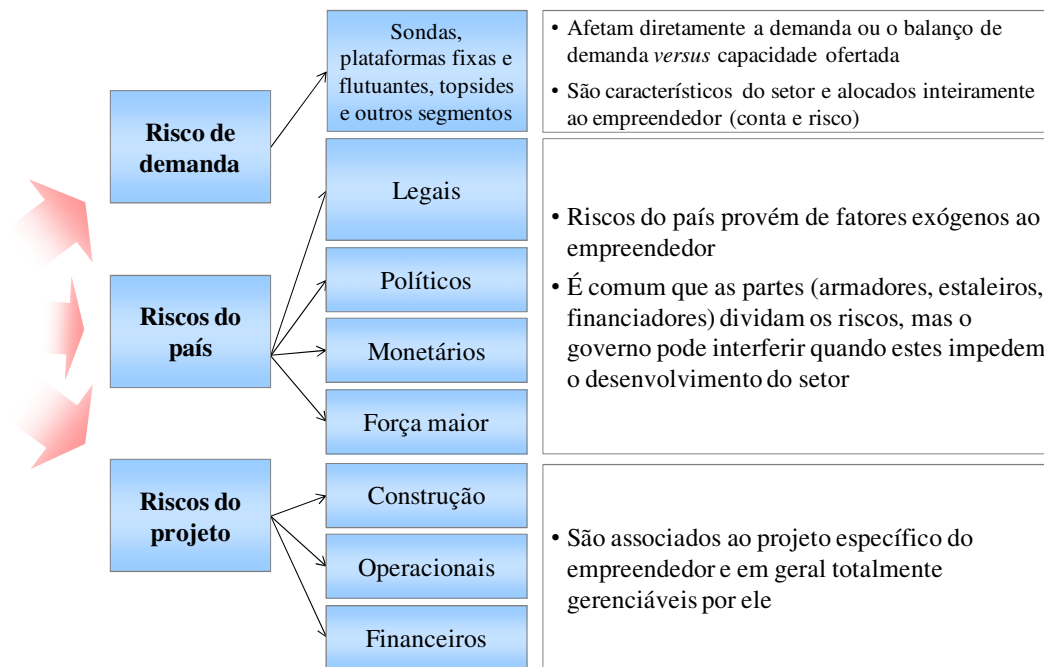 Sondas,
plataformas fixas e
flutuantes, topsides
e outros segmentos
• Afetam diretamente a demanda ou o balanço de
demanda versus capacidade ofertada
• São característicos do setor e alocados inteiramente
ao empreendedor (conta e risco)
Risco de
demanda
Legais
Políticos
Monetários
Força maior
• Riscos do país provém de fatores exógenos ao
empreendedor
• É comum que as partes (armadores, estaleiros,
financiadores) dividam os riscos, mas o
governo pode interferir quando estes impedem
o desenvolvimento do setor
Riscos do
país
Riscos do
projeto
Construção
Operacionais
Financeiros
• São associados ao projeto específico do
empreendedor e em geral totalmente
gerenciáveis por ele